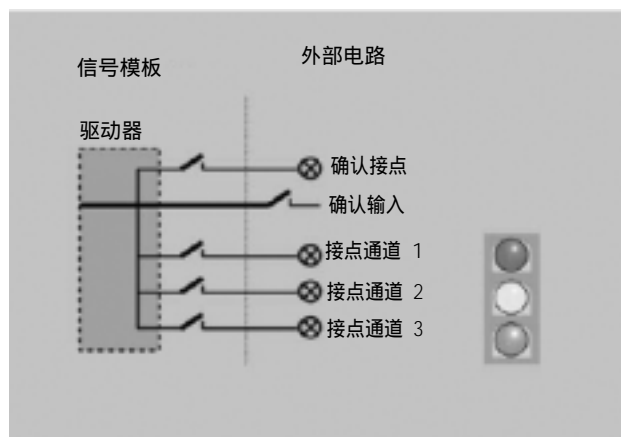 信号模板
外部电路
驱动器
确认接点
确认输入
接点通道 1
接点通道 2
接点通道 3